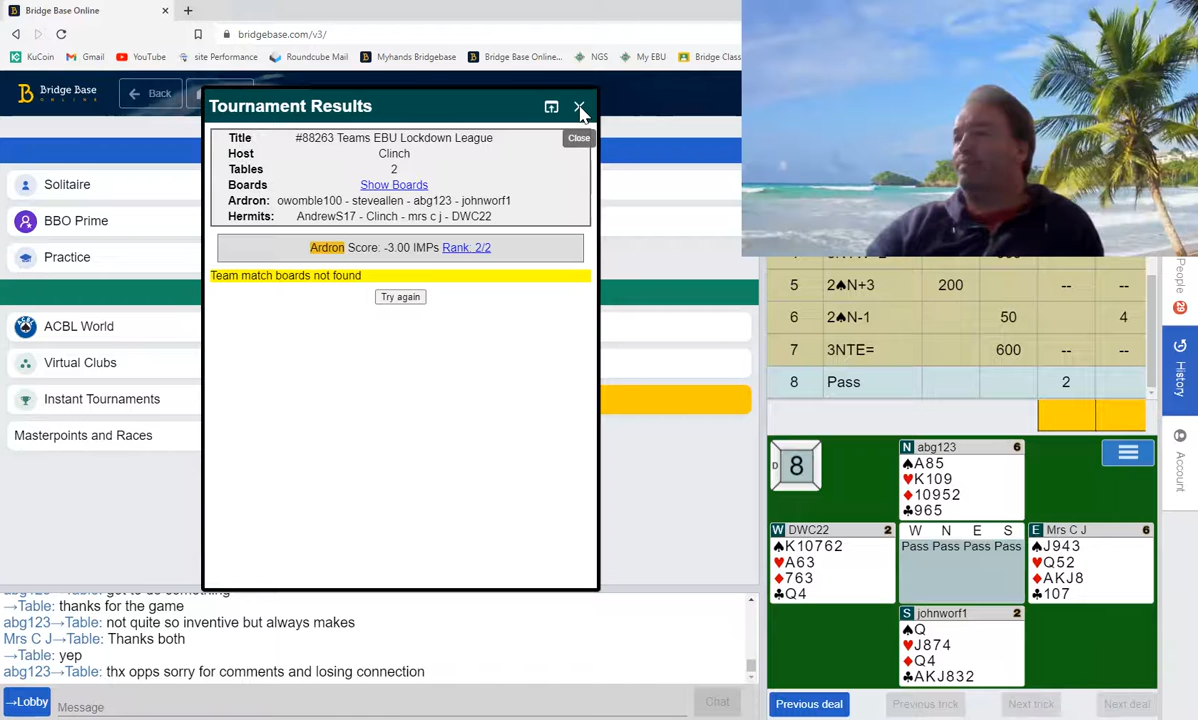 Bridge Base Online
bridgebase.com/v3/
KuCoin
Gmail
YouTube
site Performance
Roundcube Mail
Myhands Bridgebase
Bridge Base Online...
NGS
My EBU
Bridge Class
Bridge Base
ONLINE
Back
Solitaire
BBO Prime
Practice
ACBL World
Virtual Clubs
Instant Tournaments
Masterpoints and Races
Tournament Results
Close
Title #88263 Teams EBU Lockdown League
Host Clinch
Tables 2
Boards Show Boards
Ardron: owomble100 - steveallen - abg123 - johnworf1
Hermits: AndrewS17 - Clinch - mrs c j - DWC22
Ardron Score: -3.00 IMPs Rank: 2/2
Team match boards not found
Try again
5 2♠N+3 200 --  --
6 2♠N-1 50 4
7 3NTE= 600 -- --
8 Pass 2
People
29
History
Account
D 8
N abg123 6
♠A85
♥K109
♦10952
♣965
W DWC22 2
♠K10762
♥A63
♦763
♣Q4
W N E S
Pass Pass Pass Pass
E Mrs C J 6
♠J943
♥Q52
♦AKJ8
♣107
S johnworf1 2
♠Q
♥J874
♦Q4
♣AKJ832
→Table: thanks for the game
abg123→Table: not quite so inventive but always makes
Mrs C J→Table: Thanks both
→Table: yep
abg123→Table: thx opps sorry for comments and losing connection
→Lobby
Message
Chat
Previous deal
Previous trick
Next trick
Next deal